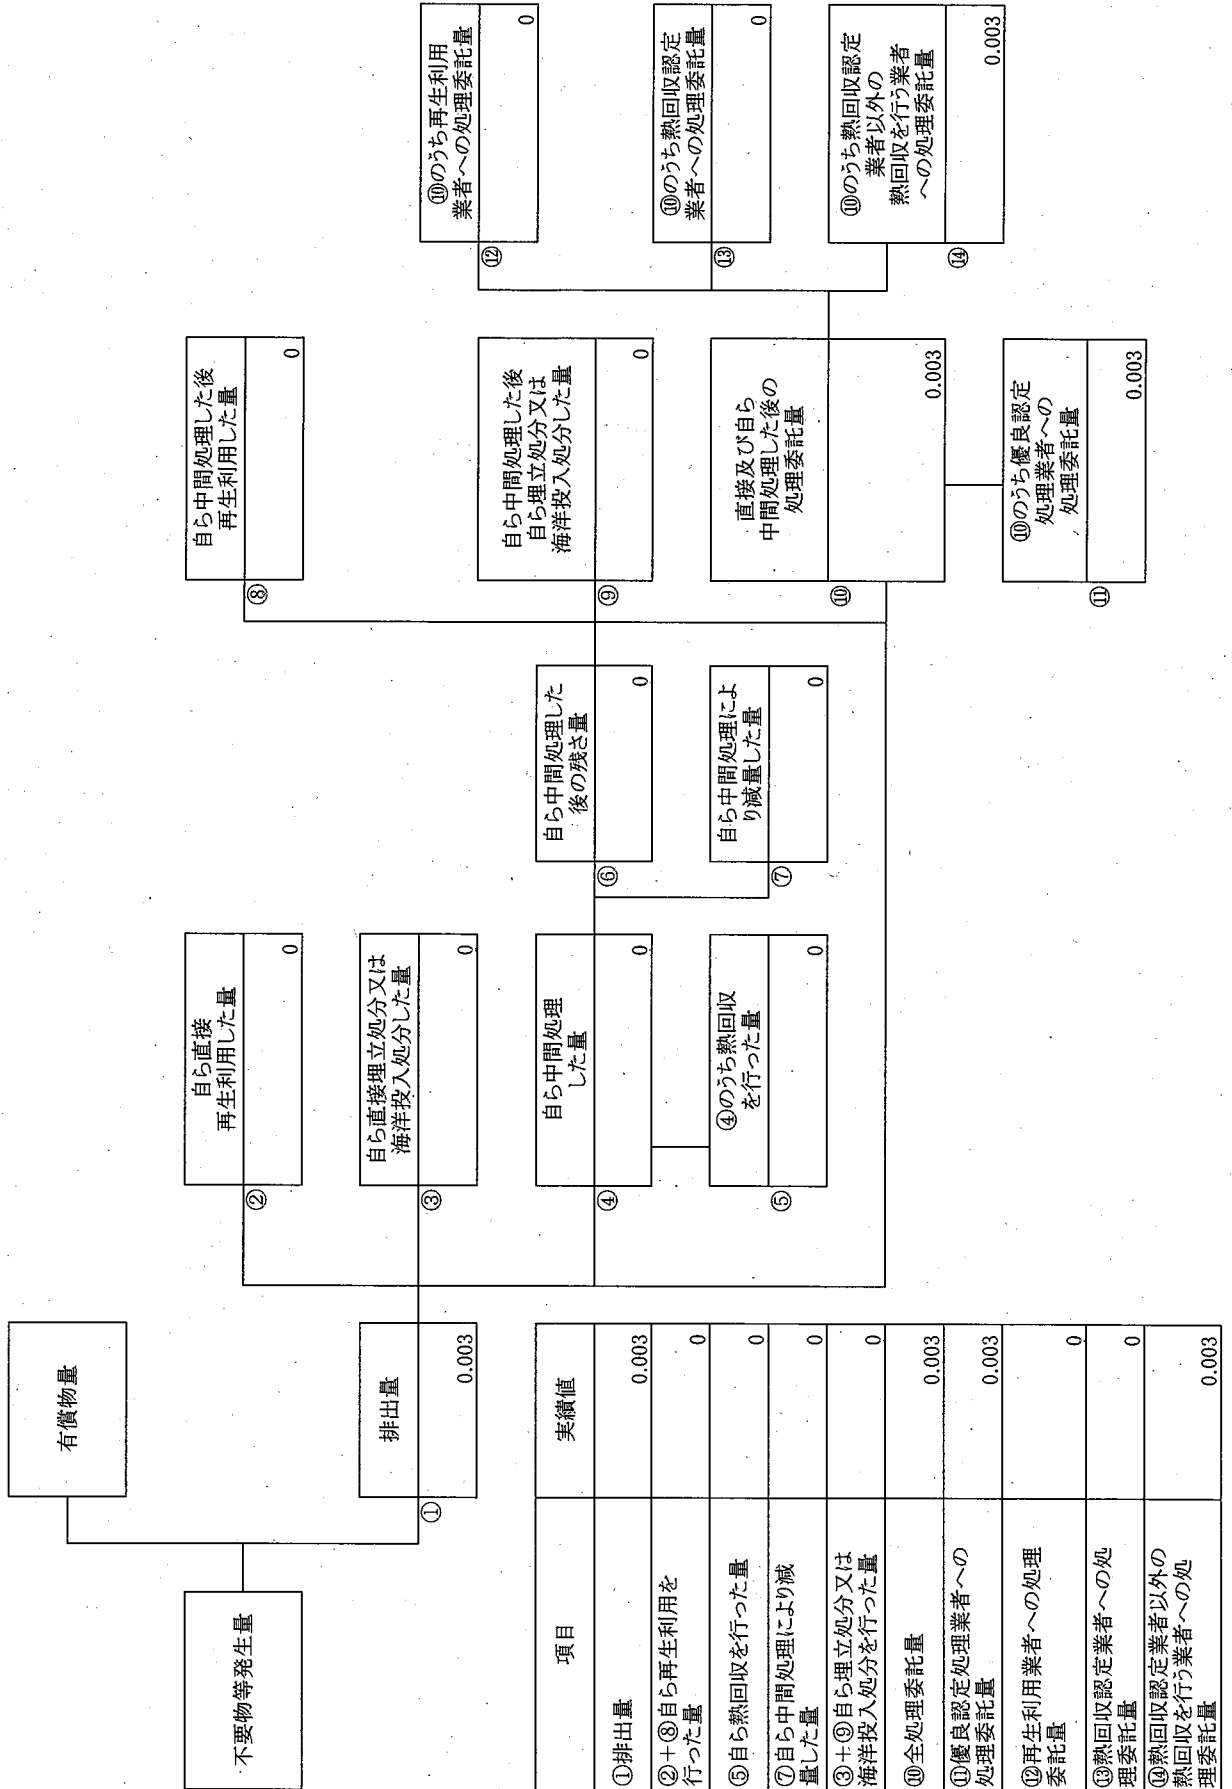 不要物等発生量
有償物量
排出量
①
0.003
自ら直接
再生利用した量
②
0
自ら直接埋立処分又は
海洋投入処分した量
③
0
自ら中間処理
した量
④
0
④のうち熱回収
を行った量
⑤
0
自ら中間処理した
後の残さ量
⑥
0
自ら中間処理によ
り減量した量
⑦
0
自ら中間処理した後
再生利用した量
⑧
0
自ら中間処理した後
自ら埋立処分又は
海洋投入処分した量
⑨
0
直接及び自ら
中間処理した後の
処理委託量
⑩
0.003
⑩のうち優良認定
処理業者への
処理委託量
⑪
0.003
⑩のうち再生利用
業者への処理委託量
⑫
0
⑩のうち熱回収認定
業者への処理委託量
⑬
0
⑩のうち熱回収認定
業者以外の
熱回収を行う業者
への処理委託量
⑭
0.003
項目 実績値
①排出量 0.003
②+⑧自ら再生利用を
行った量 0
⑤自ら熱回収を行った量 0
⑦自ら中間処理により減
量した量 0
③+⑨自ら埋立処分又は
海洋投入処分を行った量 0
⑩全処理委託量 0.003
⑪優良認定処理業者への
処理委託量 0.003
⑫再生利用業者への処理
委託量 0
⑬熱回収認定業者への処
理委託量 0
⑭熱回収認定業者以外の
熱回収を行う業者への処
理委託量 0.003